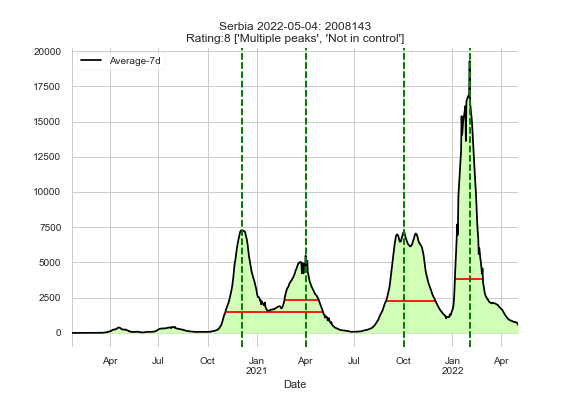 Serbia 2022-05-04: 2008143
Rating:8 ['Multiple peaks', 'Not in control']
20000
17500
15000
12500
10000
7500
5000
2500
0
Average-7d
Apr Jul Oct Jan Apr Jul Oct Jan Apr
2021 2022
Date